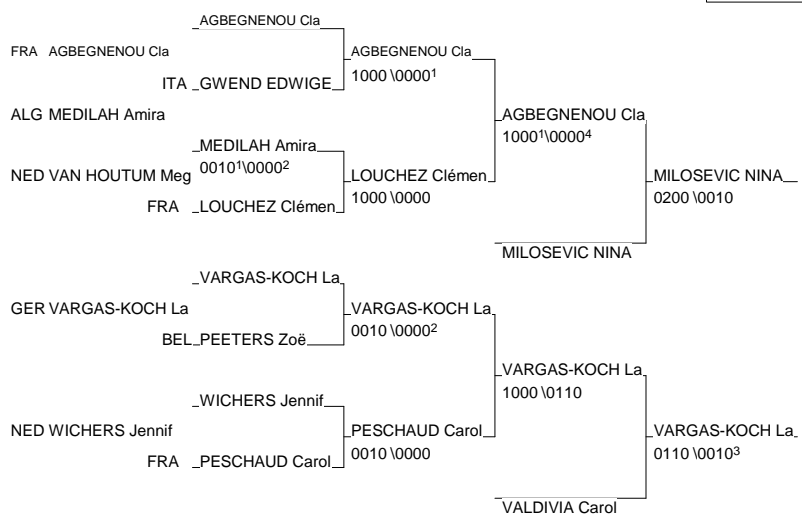 AGBEGNENOU Cla
FRA AGBEGNENOU Cla
AGBEGNENOU Cla
1000 \0000¹
ITA GWEND EDWIGE
ALG MEDILAH Amira
AGBEGNENOU Cla
1000¹\0000⁴
MEDILAH Amira
0010¹\0000²
NED VAN HOUTUM Meg
LOUCHEZ Clémen
1000 \0000
MILOSEVIC NINA
0200 \0010
FRA LOUCHEZ Clémen
MILOSEVIC NINA
VARGAS-KOCH La
GER VARGAS-KOCH La
VARGAS-KOCH La
0010 \0000²
BEL PEETERS Zoë
VARGAS-KOCH La
1000 \0110
WICHERS Jennif
NED WICHERS Jennif
PESCHAUD Carol
0010 \0000
VARGAS-KOCH La
0110 \0010³
FRA PESCHAUD Carol
VALDIVIA Carol